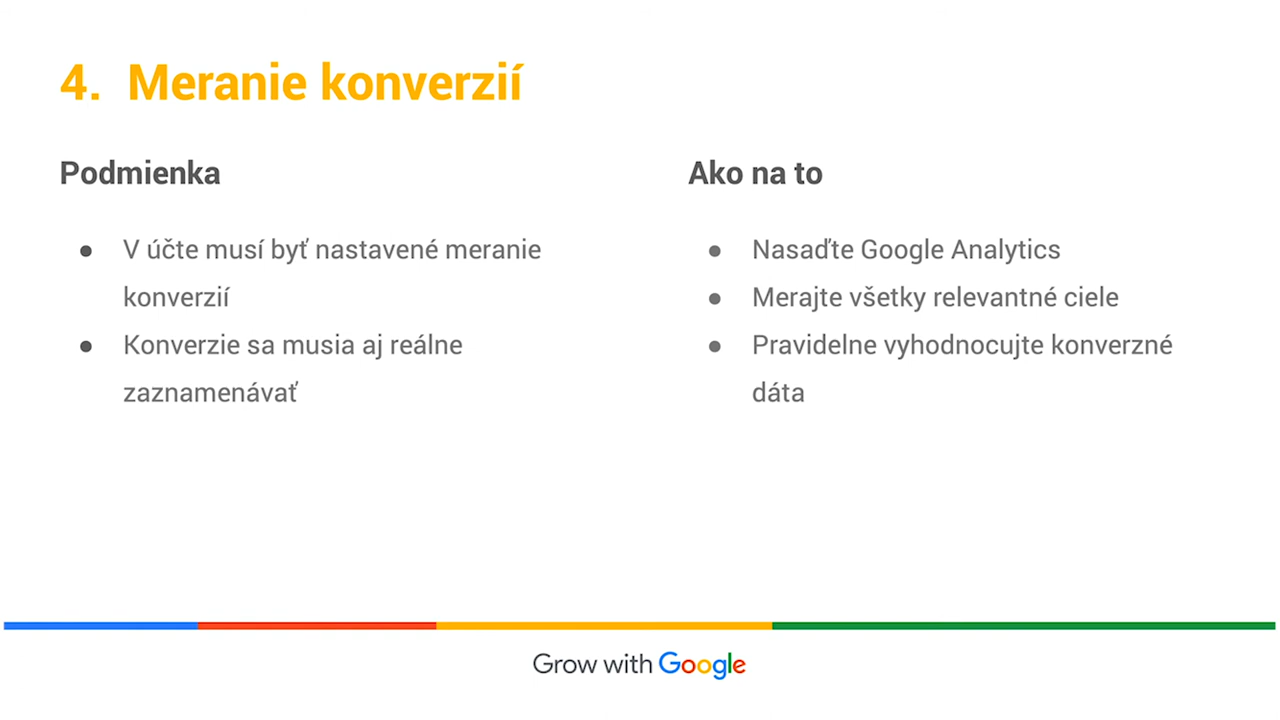 4. Meranie konverzií
Podmienka
● V účte musí byť nastavené meranie
konverzií
● Konverzie sa musia aj reálne
zaznamenávať
Ako na to
● Nasaďte Google Analytics
● Merajte všetky relevantné ciele
● Pravidelne vyhodnocujte konverzné
dáta
Grow with Google